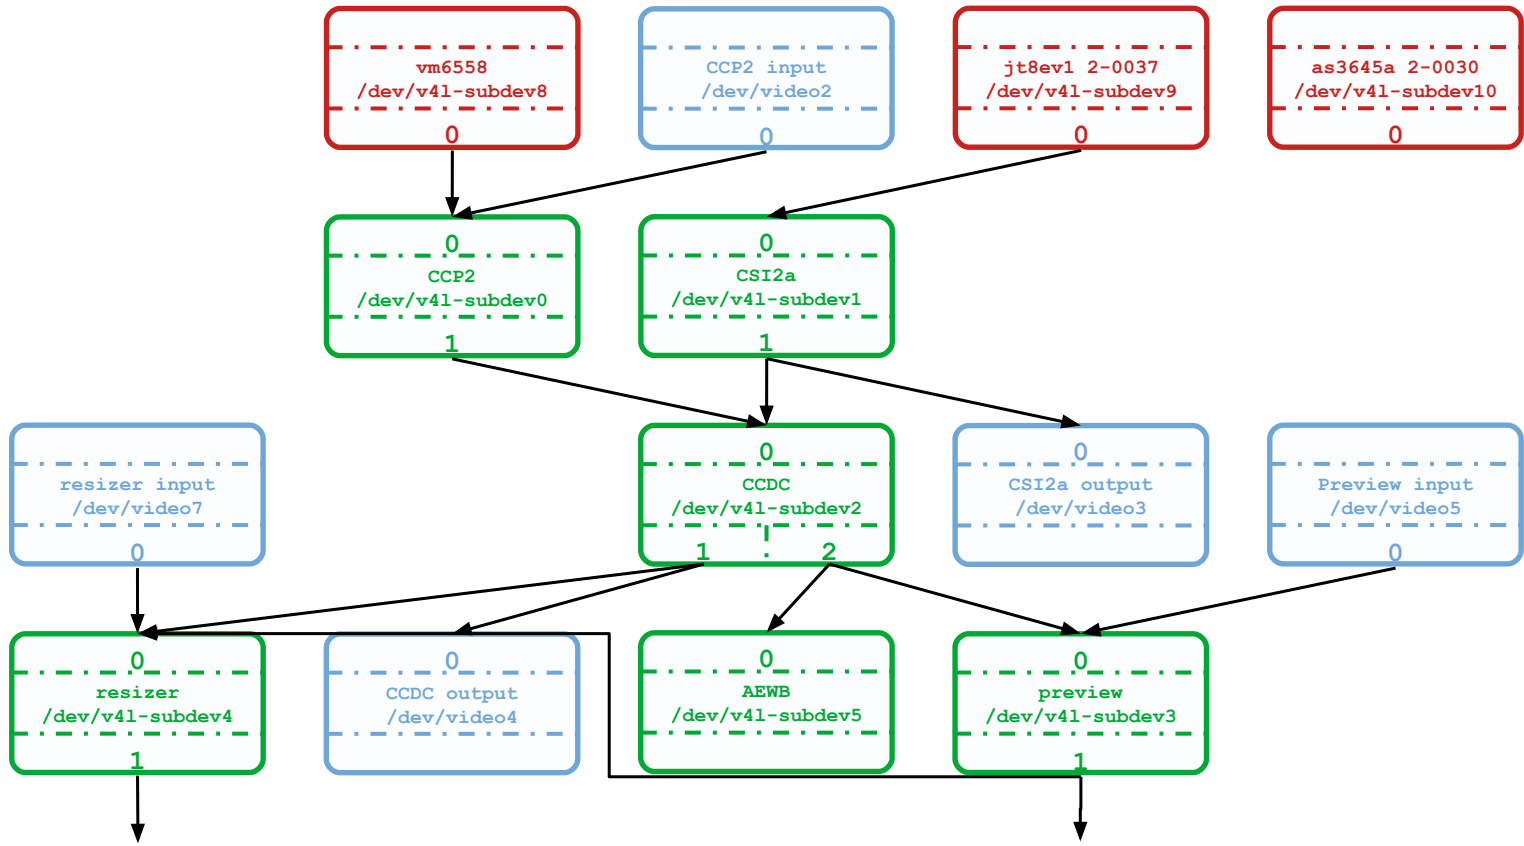 vm6558
/dev/v4l-subdev8
0
CCP2 input
/dev/video2
0
jt8ev1 2-0037
/dev/v4l-subdev9
0
as3645a 2-0030
/dev/v4l-subdev10
0
0
CCP2
/dev/v4l-subdev0
1
0
CSI2a
/dev/v4l-subdev1
1
resizer input
/dev/video7
0
0
CCDC
/dev/v4l-subdev2
1 2
0
CSI2a output
/dev/video3
Preview input
/dev/video5
0
0
resizer
/dev/v4l-subdev4
1
0
CCDC output
/dev/video4
0
AEWB
/dev/v4l-subdev5
0
preview
/dev/v4l-subdev3
1